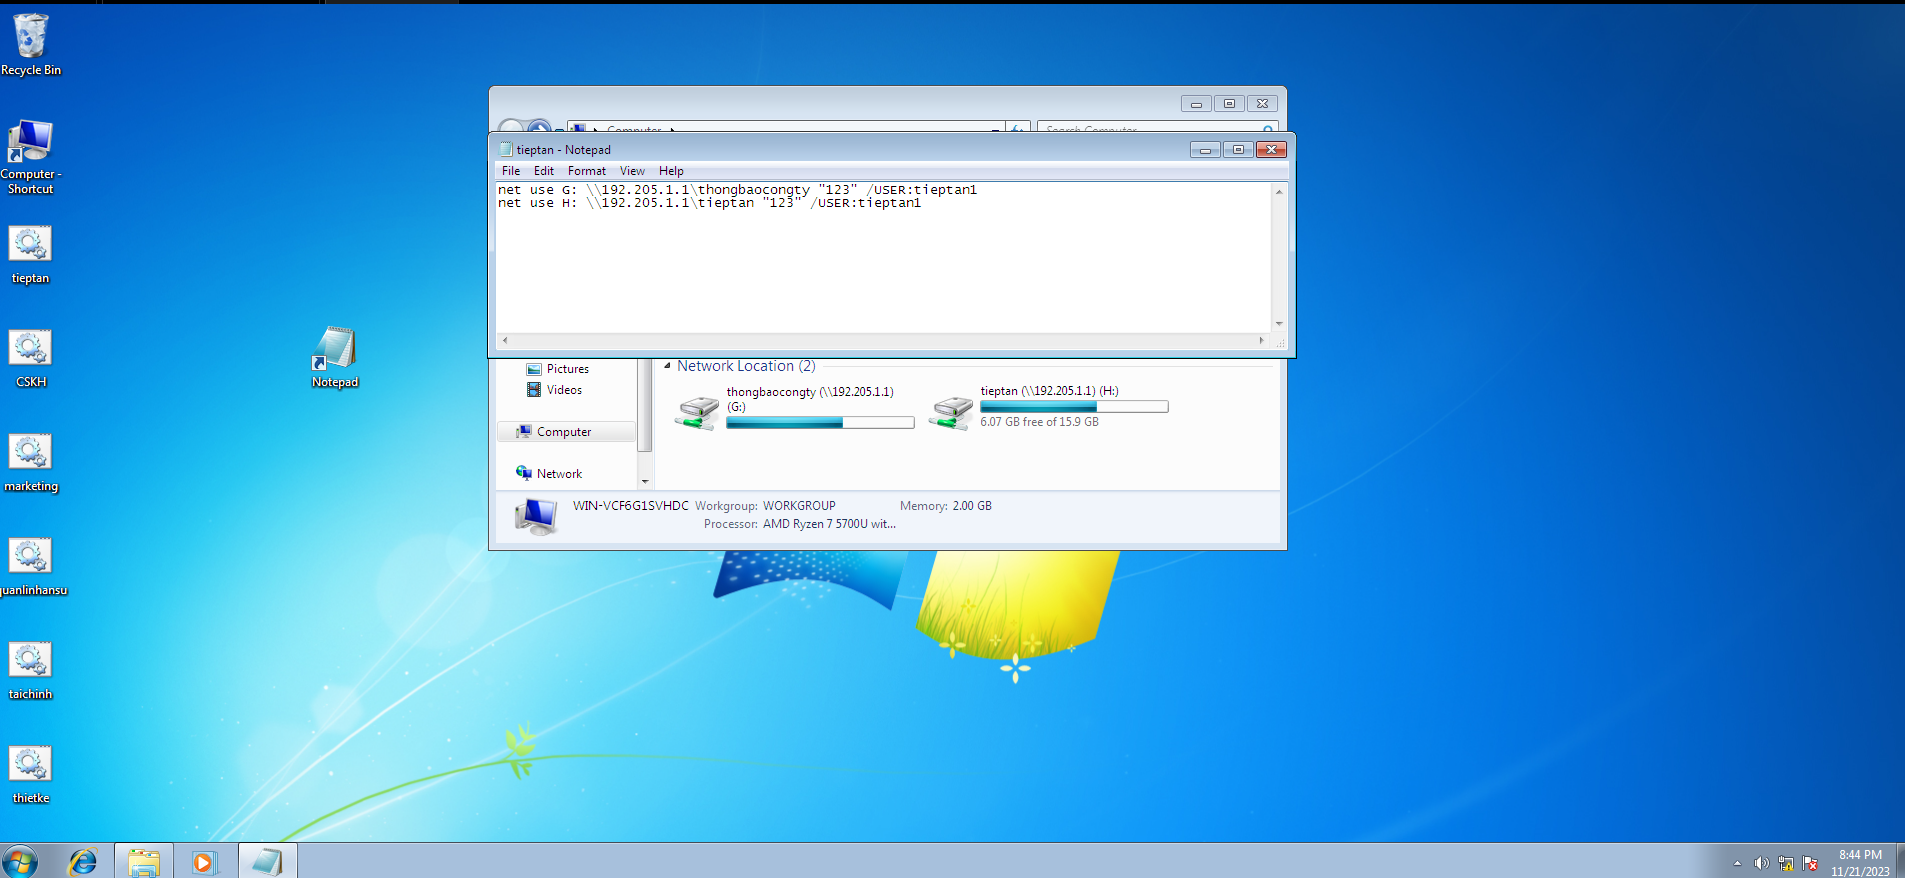 Recycle Bin
Computer -
Shortcut
tieptan
CSKH
marketing
uanlinhansu
taichinh
thietke
Notepad
Computer
Search Computer
tieptan - Notepad
File Edit Format View Help
net use G: \\192.205.1.1\thongbaocongty "123" /USER:tieptan1
net use H: \\192.205.1.1\tieptan "123" /USER:tieptan1
Pictures
Videos
Computer
Network
Network Location (2)
thongbaocongty (\\192.205.1.1)
(G:)
tieptan (\\192.205.1.1) (H:)
6.07 GB free of 15.9 GB
WIN-VCF6G1SVHDC Workgroup: WORKGROUP Memory: 2.00 GB
Processor: AMD Ryzen 7 5700U wit...
8:44 PM
11/21/2023